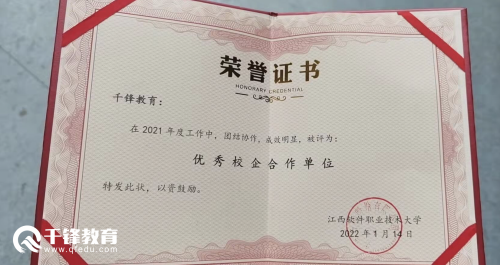 荣誉证书
HONORARY CREDENTIAL
千锋教育：
在2021年度工作中，团结协作，成效明显，被评为：
优秀校企合作单位
特发此状，以资鼓励。
江西软件职业技术大学
2022年1月14日
千锋教育
www.qfedu.com